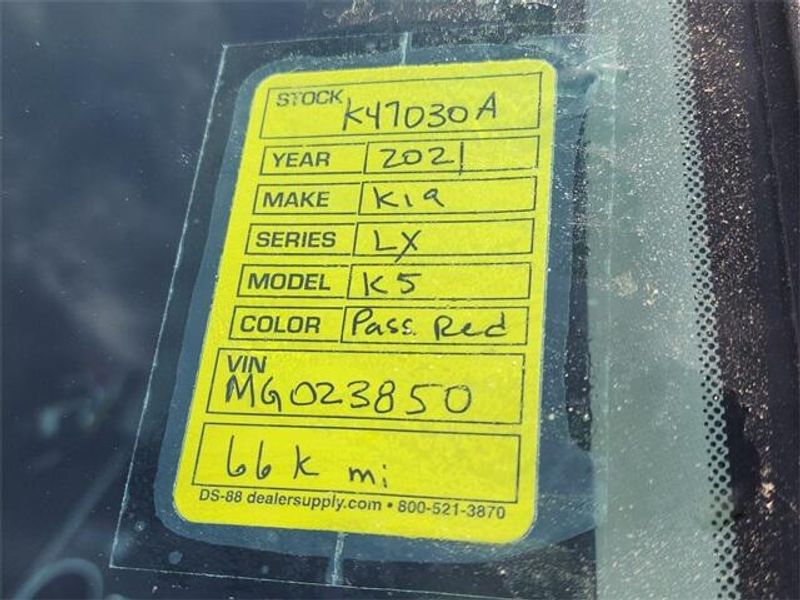 STOCK K47030A
YEAR 2021
MAKE Kia
SERIES LX
MODEL K5
COLOR Pass Red
VIN
MG023850
66k mi
DS-88 dealersupply.com • 800-521-3870